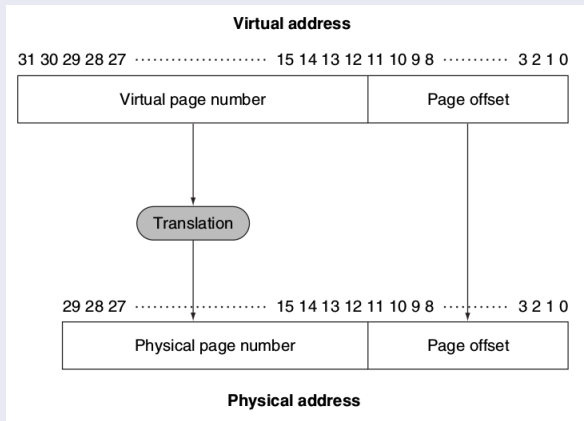 Virtual address
31 30 29 28 27 ······················· 15 14 13 12 11 10 9 8 ·············· 3 2 1 0
Virtual page number Page offset
Translation
29 28 27 ······················· 15 14 13 12 11 10 9 8 ··········· 3 2 1 0
Physical page number Page offset
Physical address